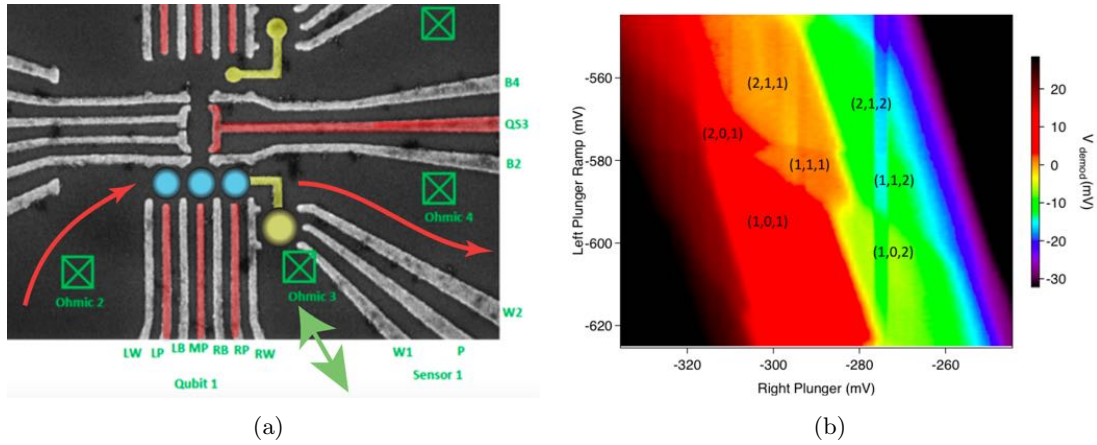 B4
QS3
B2
Ohmic 4
Ohmic 2
Ohmic 3
W2
LW LP LB MP RB RP RW
W1 P
Qubit 1
Sensor 1
(a)
Left Plunger Ramp (mV)
-560
-580
-600
-620
(2,1,1)
(2,1,2)
(2,0,1)
(1,1,1)
(1,1,2)
(1,0,1)
(1,0,2)
-320 -300 -280 -260
Right Plunger (mV)
20
10
0
-10
-20
-30
V demod (mV)
(b)